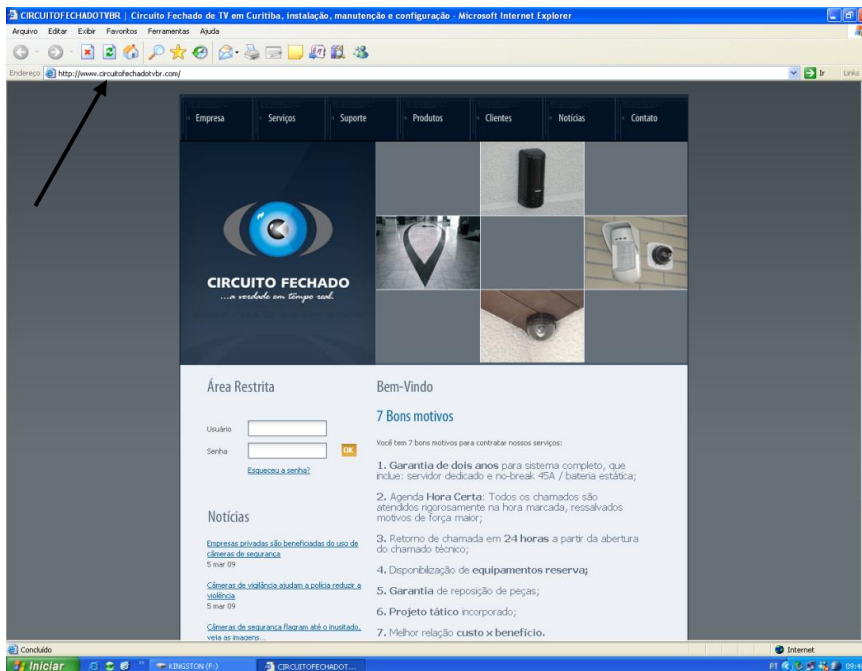 CIRCUITOFECHADOTVBR | Circuito Fechado de TV em Curitiba, instalação, manutenção e configuração - Microsoft Internet Explorer
Arquivo Editar Exibir Favoritos Ferramentas Ajuda
Endereço http://www.circuitofechadotvbr.com/ Ir Links
Empresa Serviços Suporte Produtos Clientes Notícias Contato
CIRCUITO FECHADO
...a verdade em tempo real.
Área Restrita
Usuário
Senha OK
Esqueceu a senha?
Notícias
Empresas privadas são beneficiadas do uso de
câmeras de segurança
5 mar 09
Câmeras de vigilância ajudam a polícia reduzir a
violência
5 mar 09
Câmeras de segurança flagram até o inusitado,
veja as imagens...
Bem-Vindo
7 Bons motivos
Você tem 7 bons motivos para contratar nossos serviços:
1. Garantia de dois anos para sistema completo, que
inclue: servidor dedicado e no-break 45A / bateria estática;
2. Agenda Hora Certa: Todos os chamados são
atendidos rigorosamente na hora marcada, ressalvados
motivos de força maior;
3. Retorno de chamada em 24 horas a partir da abertura
do chamado técnico;
4. Disponibilização de equipamentos reserva;
5. Garantia de reposição de peças;
6. Projeto tático incorporado;
7. Melhor relação custo x benefício.
Concluído Internet
Iniciar KINGSTON (F:) CIRCUITOFECHADOT... PT